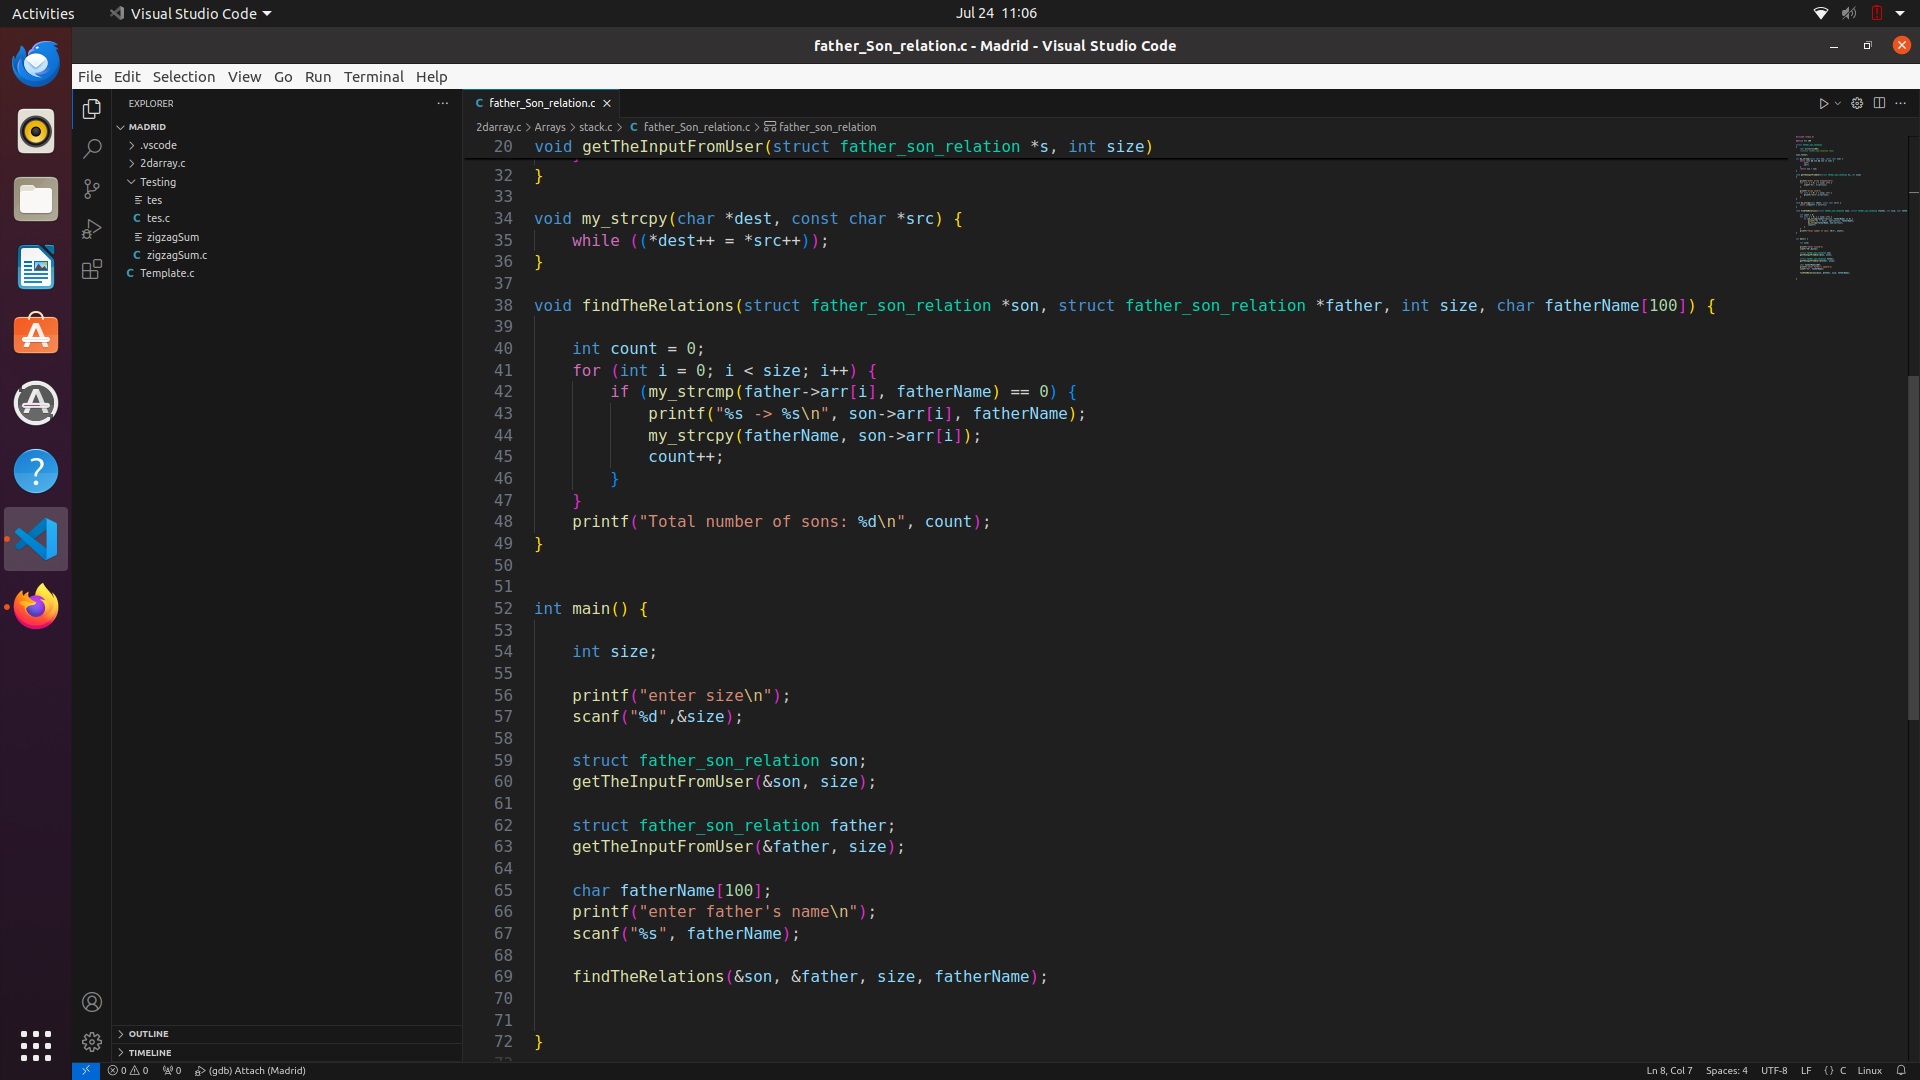 Activities
Visual Studio Code
Jul 24 11:06
father_Son_relation.c - Madrid - Visual Studio Code
File Edit Selection View Go Run Terminal Help
EXPLORER
MADRID
.vscode
2darray.c
Testing
tes
tes.c
zigzagSum
zigzagSum.c
Template.c
OUTLINE
TIMELINE
father_Son_relation.c
2darray.c > Arrays > stack.c > father_Son_relation.c > father_son_relation
20 void getTheInputFromUser(struct father_son_relation *s, int size)
32 }
33
34 void my_strcpy(char *dest, const char *src) {
35     while ((*dest++ = *src++));
36 }
37
38 void findTheRelations(struct father_son_relation *son, struct father_son_relation *father, int size, char fatherName[100]) {
39
40     int count = 0;
41     for (int i = 0; i < size; i++) {
42         if (my_strcmp(father->arr[i], fatherName) == 0) {
43             printf("%s -> %s\n", son->arr[i], fatherName);
44             my_strcpy(fatherName, son->arr[i]);
45             count++;
46         }
47     }
48     printf("Total number of sons: %d\n", count);
49 }
50
51
52 int main() {
53
54     int size;
55
56     printf("enter size\n");
57     scanf("%d",&size);
58
59     struct father_son_relation son;
60     getTheInputFromUser(&son, size);
61
62     struct father_son_relation father;
63     getTheInputFromUser(&father, size);
64
65     char fatherName[100];
66     printf("enter father's name\n");
67     scanf("%s", fatherName);
68
69     findTheRelations(&son, &father, size, fatherName);
70
71
72 }
0 0 0 (gdb) Attach (Madrid)
Ln 8, Col 7 Spaces: 4 UTF-8 LF {} C Linux